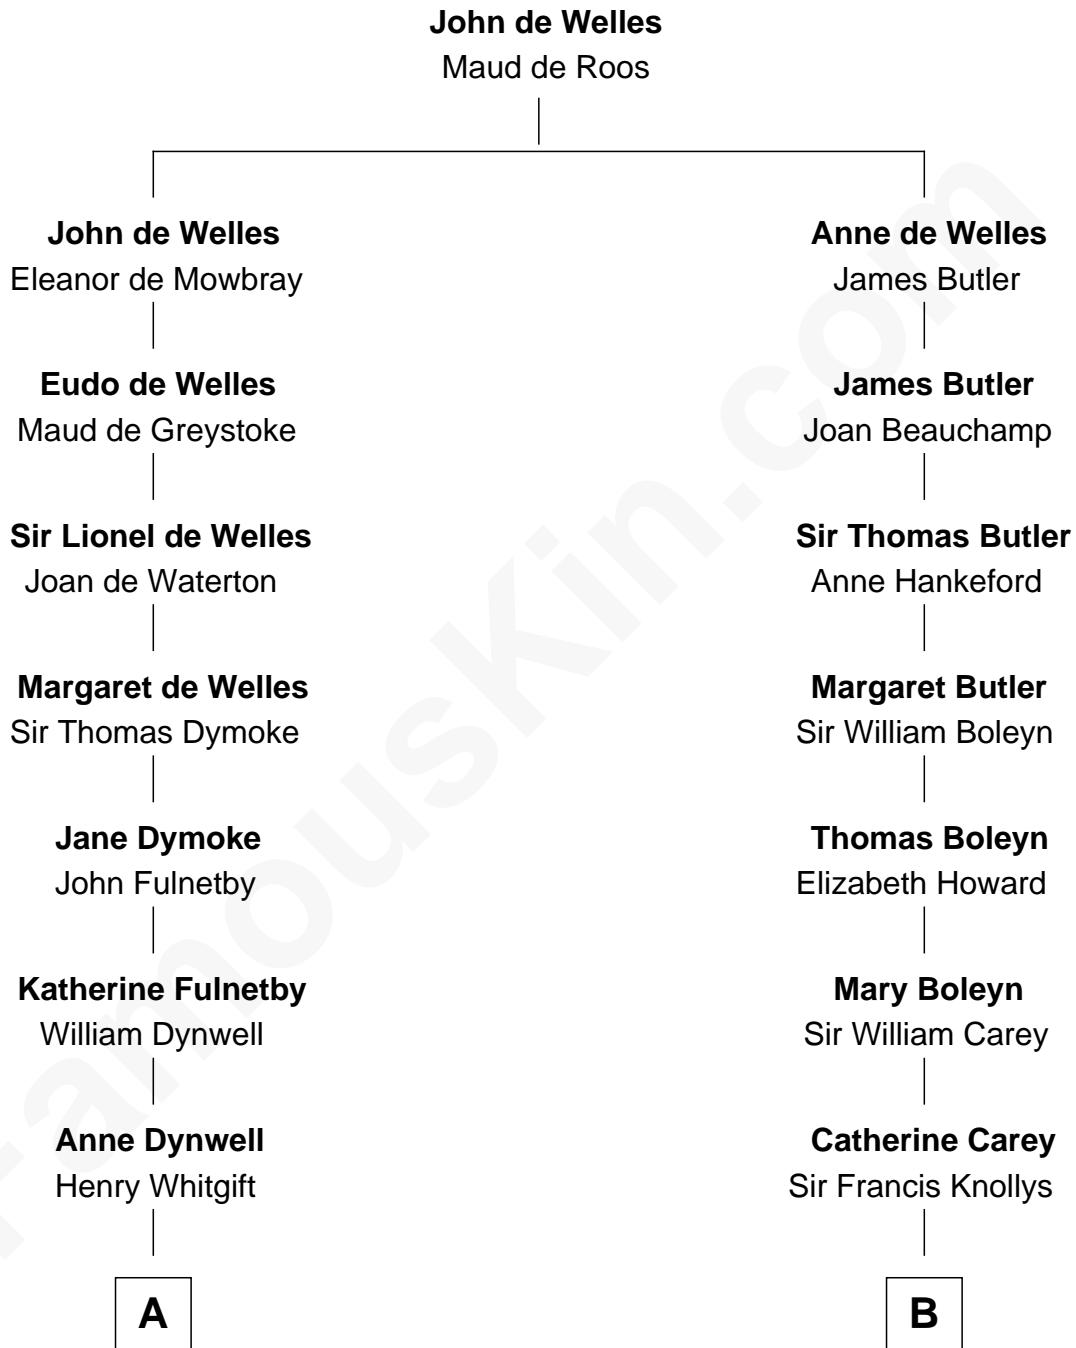 John de Welles
Maud de Roos
John de Welles
Eleanor de Mowbray
Anne de Welles
James Butler
Eudo de Welles
Maud de Greystoke
James Butler
Joan Beauchamp
Sir Lionel de Welles
Joan de Waterton
Sir Thomas Butler
Anne Hankeford
Margaret de Welles
Sir Thomas Dymoke
Margaret Butler
Sir William Boleyn
Jane Dymoke
John Fulnetby
Thomas Boleyn
Elizabeth Howard
Katherine Fulnetby
William Dynwell
Mary Boleyn
Sir William Carey
Anne Dynwell
Henry Whitgift
Catherine Carey
Sir Francis Knollys
A
B
FamousKin.com